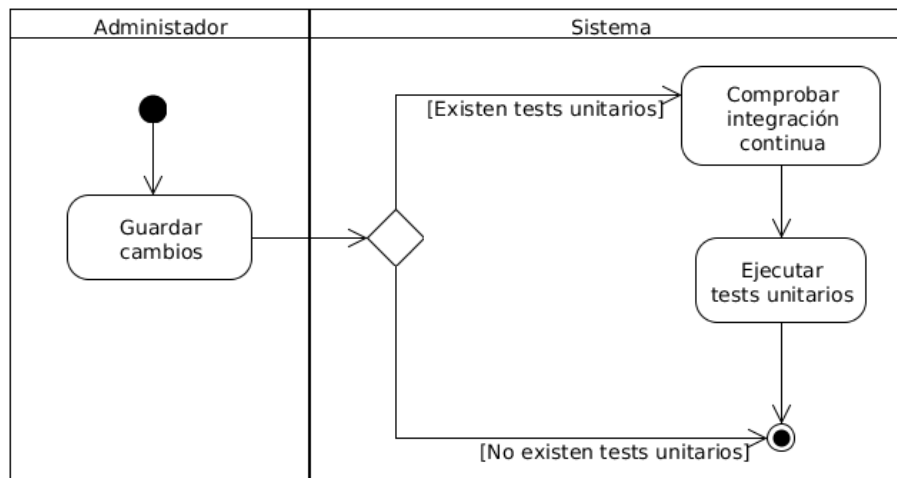 Administador
Sistema
Comprobar
integración
continua
[Existen tests unitarios]
Guardar
cambios
Ejecutar
tests unitarios
[No existen tests unitarios]